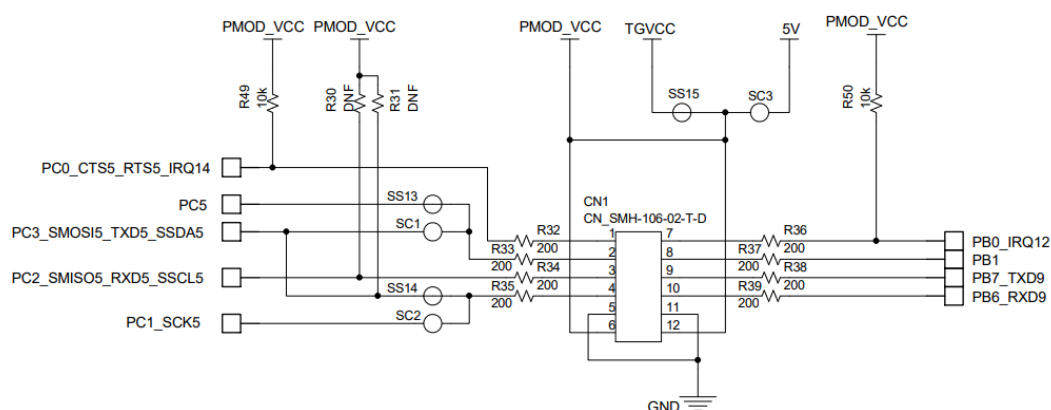 PMOD_VCC
PMOD_VCC
PMOD_VCC
TGVCC
5V
PMOD_VCC
R49
10k
R30
DNF
R31
DNF
SS15
SC3
R50
10k
PC0_CTS5_RTS5_IRQ14
PC5
SS13
PC3_SMOSI5_TXD5_SSDA5
SC1
PC2_SMISO5_RXD5_SSCL5
SS14
PC1_SCK5
SC2
CN1
CN_SMH-106-02-T-D
R32
200
R33
200
R34
200
R35
200
1
2
3
4
5
6
7
8
9
10
11
12
R36
200
R37
200
R38
200
R39
200
PB0_IRQ12
PB1
PB7_TXD9
PB6_RXD9
GND